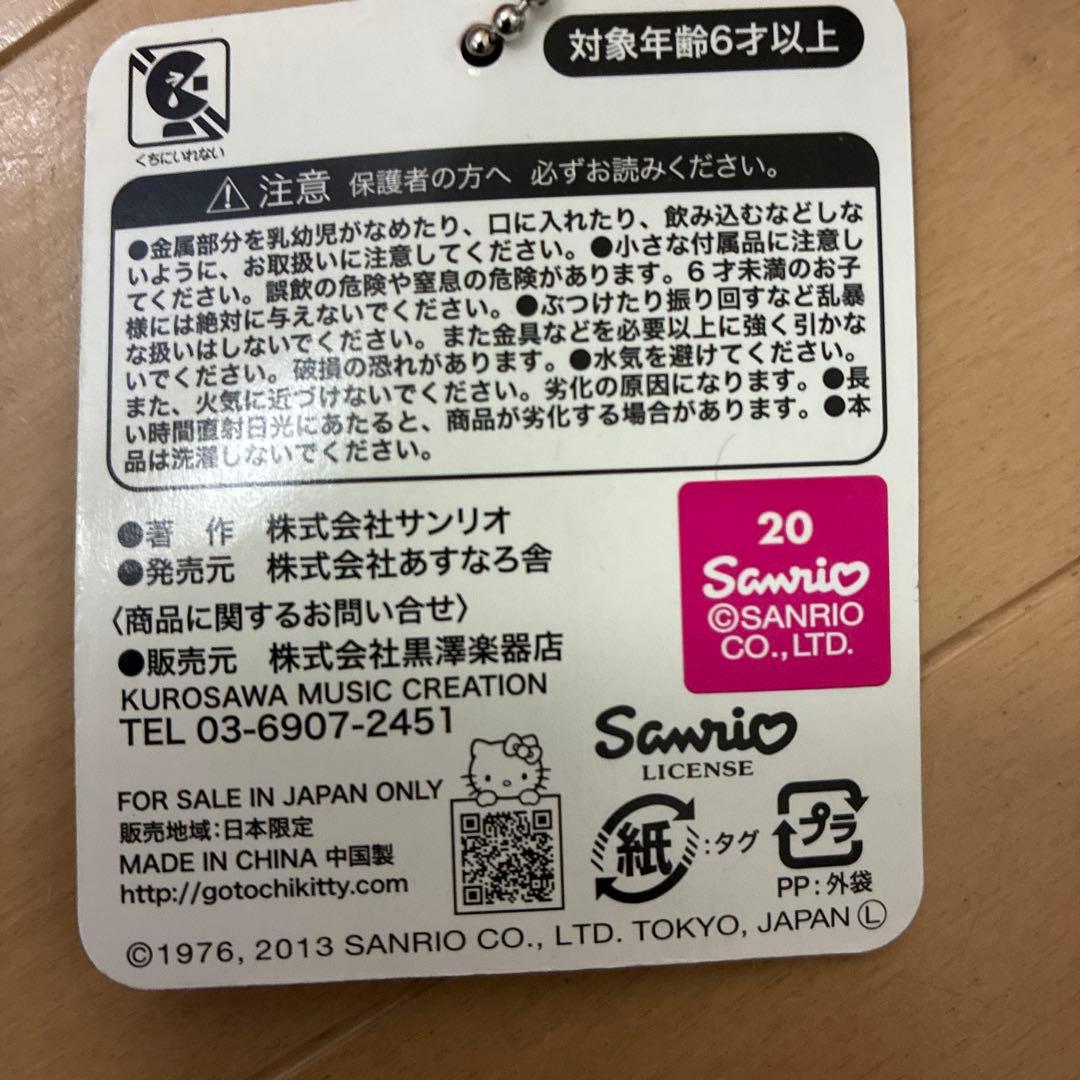 対象年齢6才以上
くちにいれない
注意 保護者の方へ 必ずお読みください。
●金属部分を乳幼児がなめたり、口に入れたり、飲み込むなどしな
いように、お取扱いに注意してください。●小さな付属品に注意し
てください。誤飲の危険や窒息の危険があります。6才未満のお子
様には絶対に与えないでください。●ぶつけたり振り回すなど乱暴
な扱いはしないでください。また金具などを必要以上に強く引かな
いでください。破損の恐れがあります。●水気を避けてください。
また、火気に近づけないでください。劣化の原因になります。●長
い時間直射日光にあたると、商品が劣化する場合があります。●本
品は洗濯しないでください。
●著 作 株式会社サンリオ
●発売元 株式会社あすなろ舎
〈商品に関するお問い合せ〉
●販売元 株式会社黒澤楽器店
KUROSAWA MUSIC CREATION
TEL 03-6907-2451
20
Sanrio
©SANRIO
CO.,LTD.
Sanrio
LICENSE
FOR SALE IN JAPAN ONLY
販売地域:日本限定
MADE IN CHINA 中国製
http://gotochikitty.com
紙:タグ
プラ
PP:外袋
©1976, 2013 SANRIO CO., LTD. TOKYO, JAPAN Ⓛ